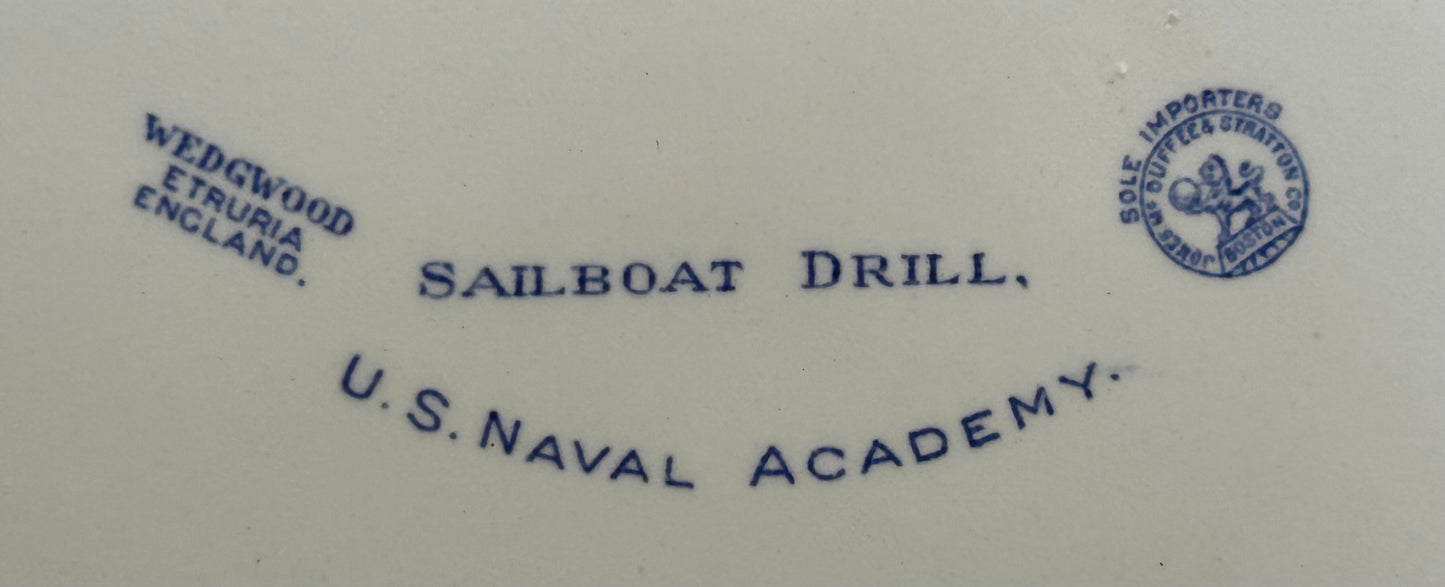 WEDGWOOD
ETRURIA
ENGLAND.
SAILBOAT DRILL,
U.S. NAVAL ACADEMY.
SOLE IMPORTERS
JONES McDUFFEE & STRATTON CO
BOSTON